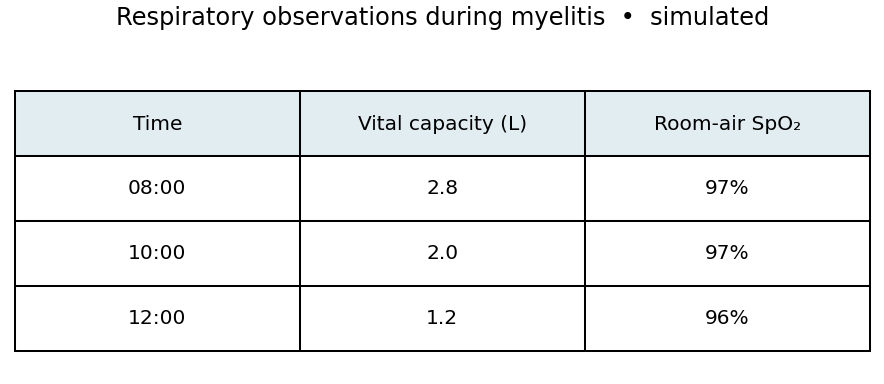 Respiratory observations during myelitis • simulated
Time Vital capacity (L) Room-air SpO₂
08:00 2.8 97%
10:00 2.0 97%
12:00 1.2 96%